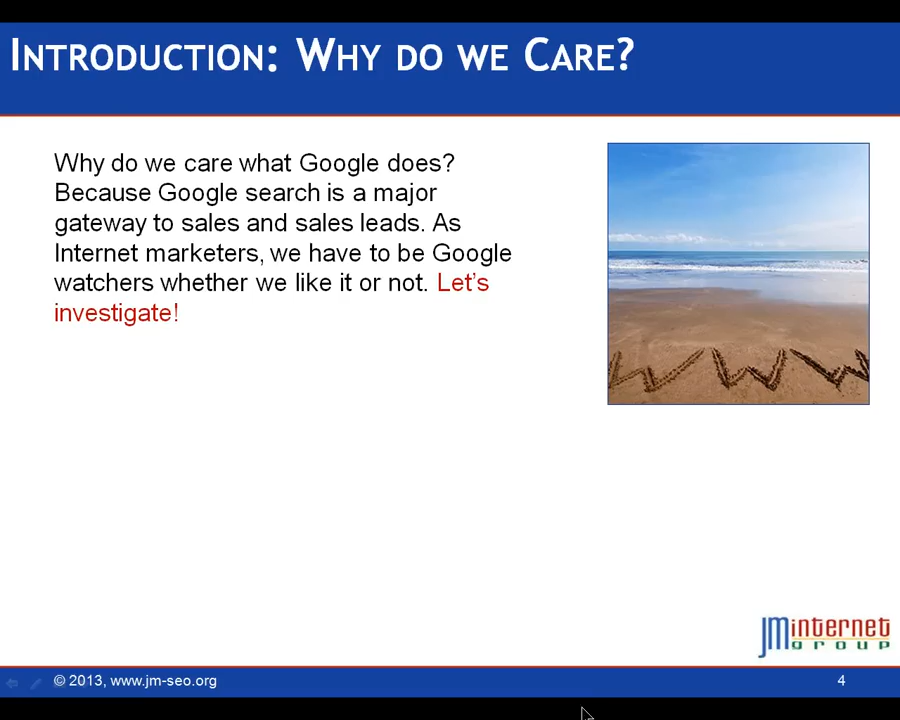 INTRODUCTION: WHY DO WE CARE?
Why do we care what Google does?
Because Google search is a major
gateway to sales and sales leads. As
Internet marketers, we have to be Google
watchers whether we like it or not. Let's
investigate!
WWW
JMinternet
group
© 2013, www.jm-seo.org
4